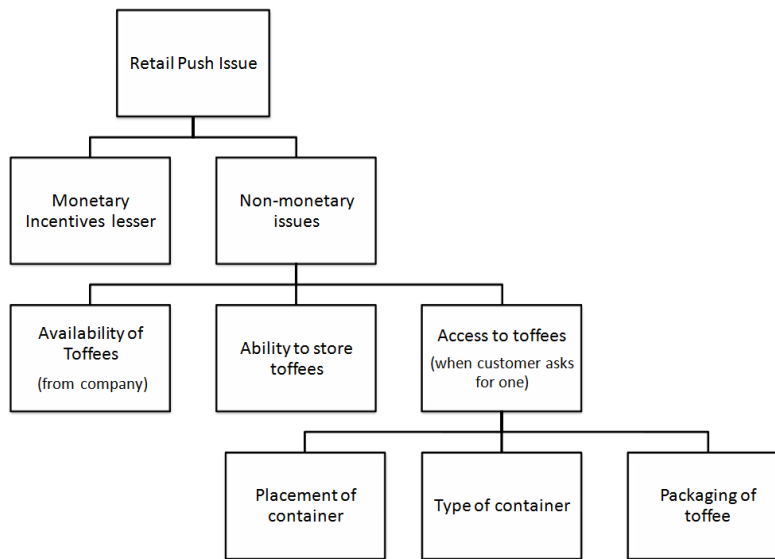 Retail Push Issue
Monetary
Incentives lesser
Non-monetary
issues
Availability of
Toffees
(from company)
Ability to store
toffees
Access to toffees
(when customer asks
for one)
Placement of
container
Type of container
Packaging of
toffee